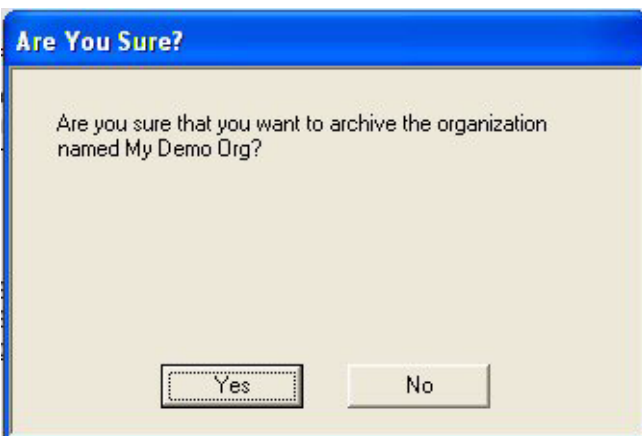 Are You Sure?
Are you sure that you want to archive the organization
named My Demo Org?
Yes
No